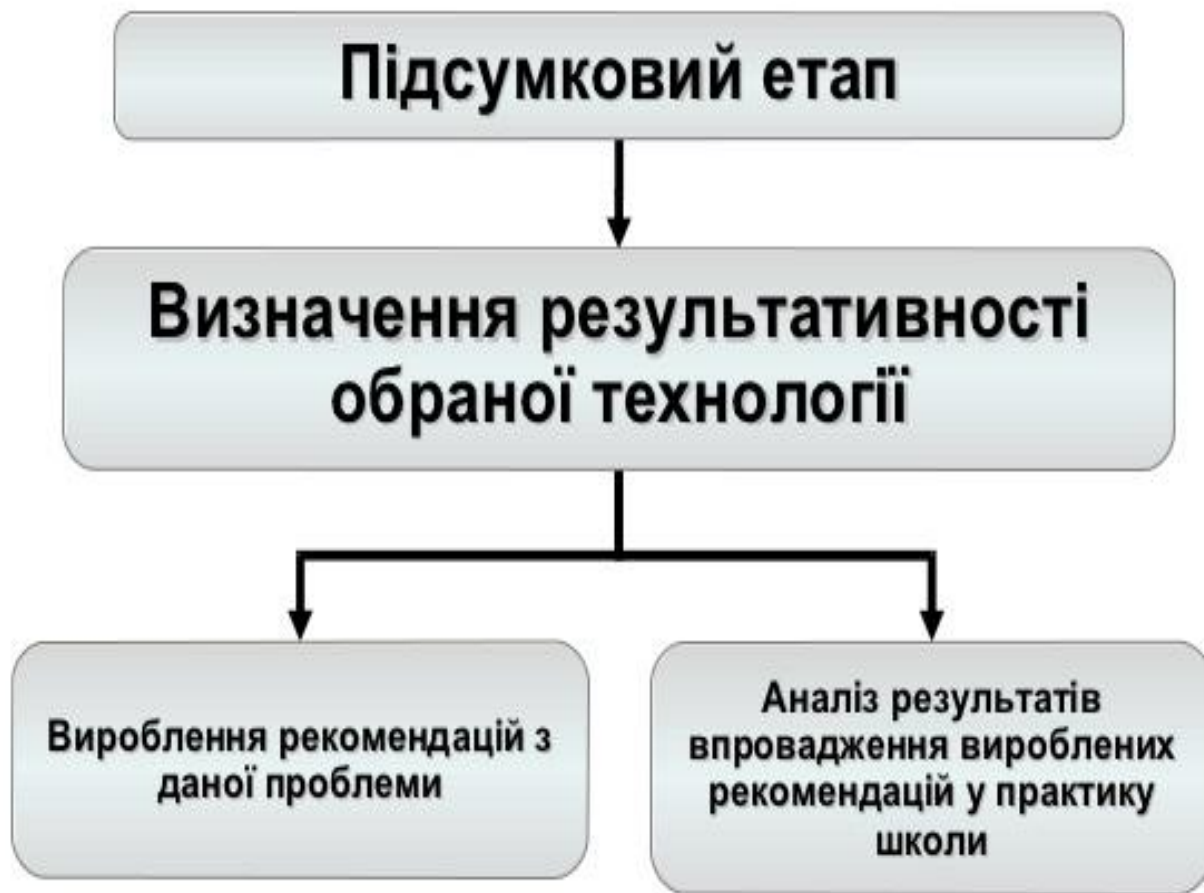 Підсумковий етап
Визначення результативності
обраної технології
Вироблення рекомендацій з
даної проблеми
Аналіз результатів
впровадження вироблених
рекомендацій у практику
школи